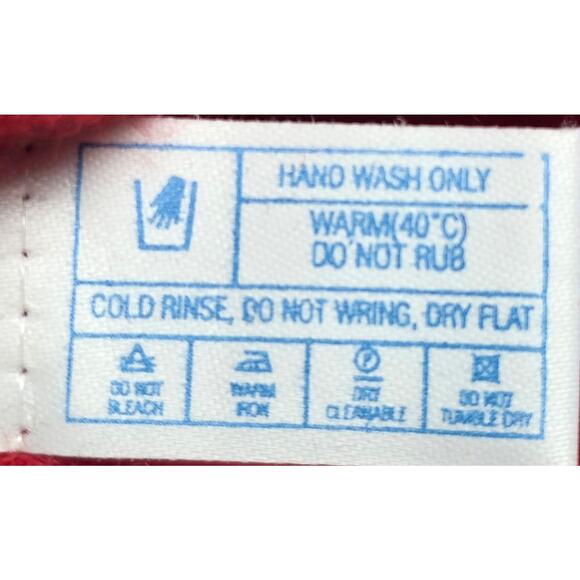 HAND WASH ONLY
WARM(40°C)
DO NOT RUB
COLD RINSE, DO NOT WRING, DRY FLAT
DO NOT
BLEACH
WARM
IRON
P
DRY
CLEANABLE
DO NOT
TUMBLE DRY